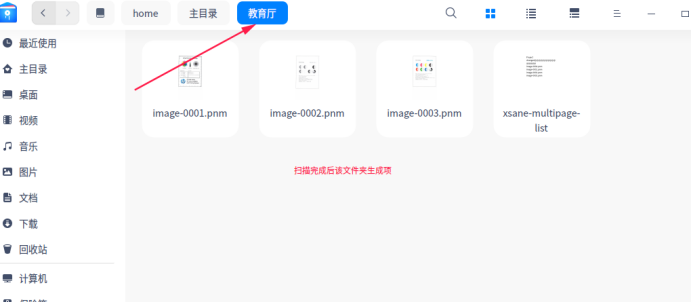 home
主目录
教育厅
最近使用
主目录
桌面
视频
音乐
图片
文档
下载
回收站
计算机
image-0001.pnm
image-0002.pnm
image-0003.pnm
xsane-multipage-
list
扫描完成后该文件夹生成项